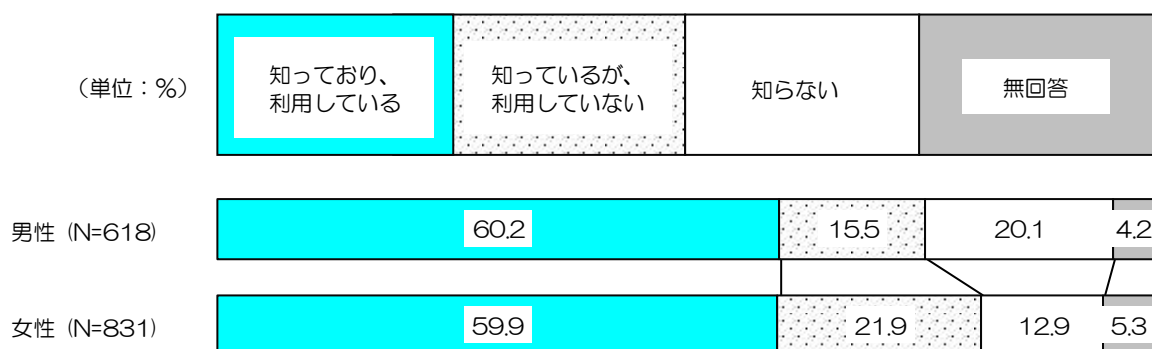 （単位：%）
知っており、
利用している
知っているが、
利用していない
知らない
無回答
男性 (N=618)
60.2
15.5
20.1
4.2
女性 (N=831)
59.9
21.9
12.9
5.3